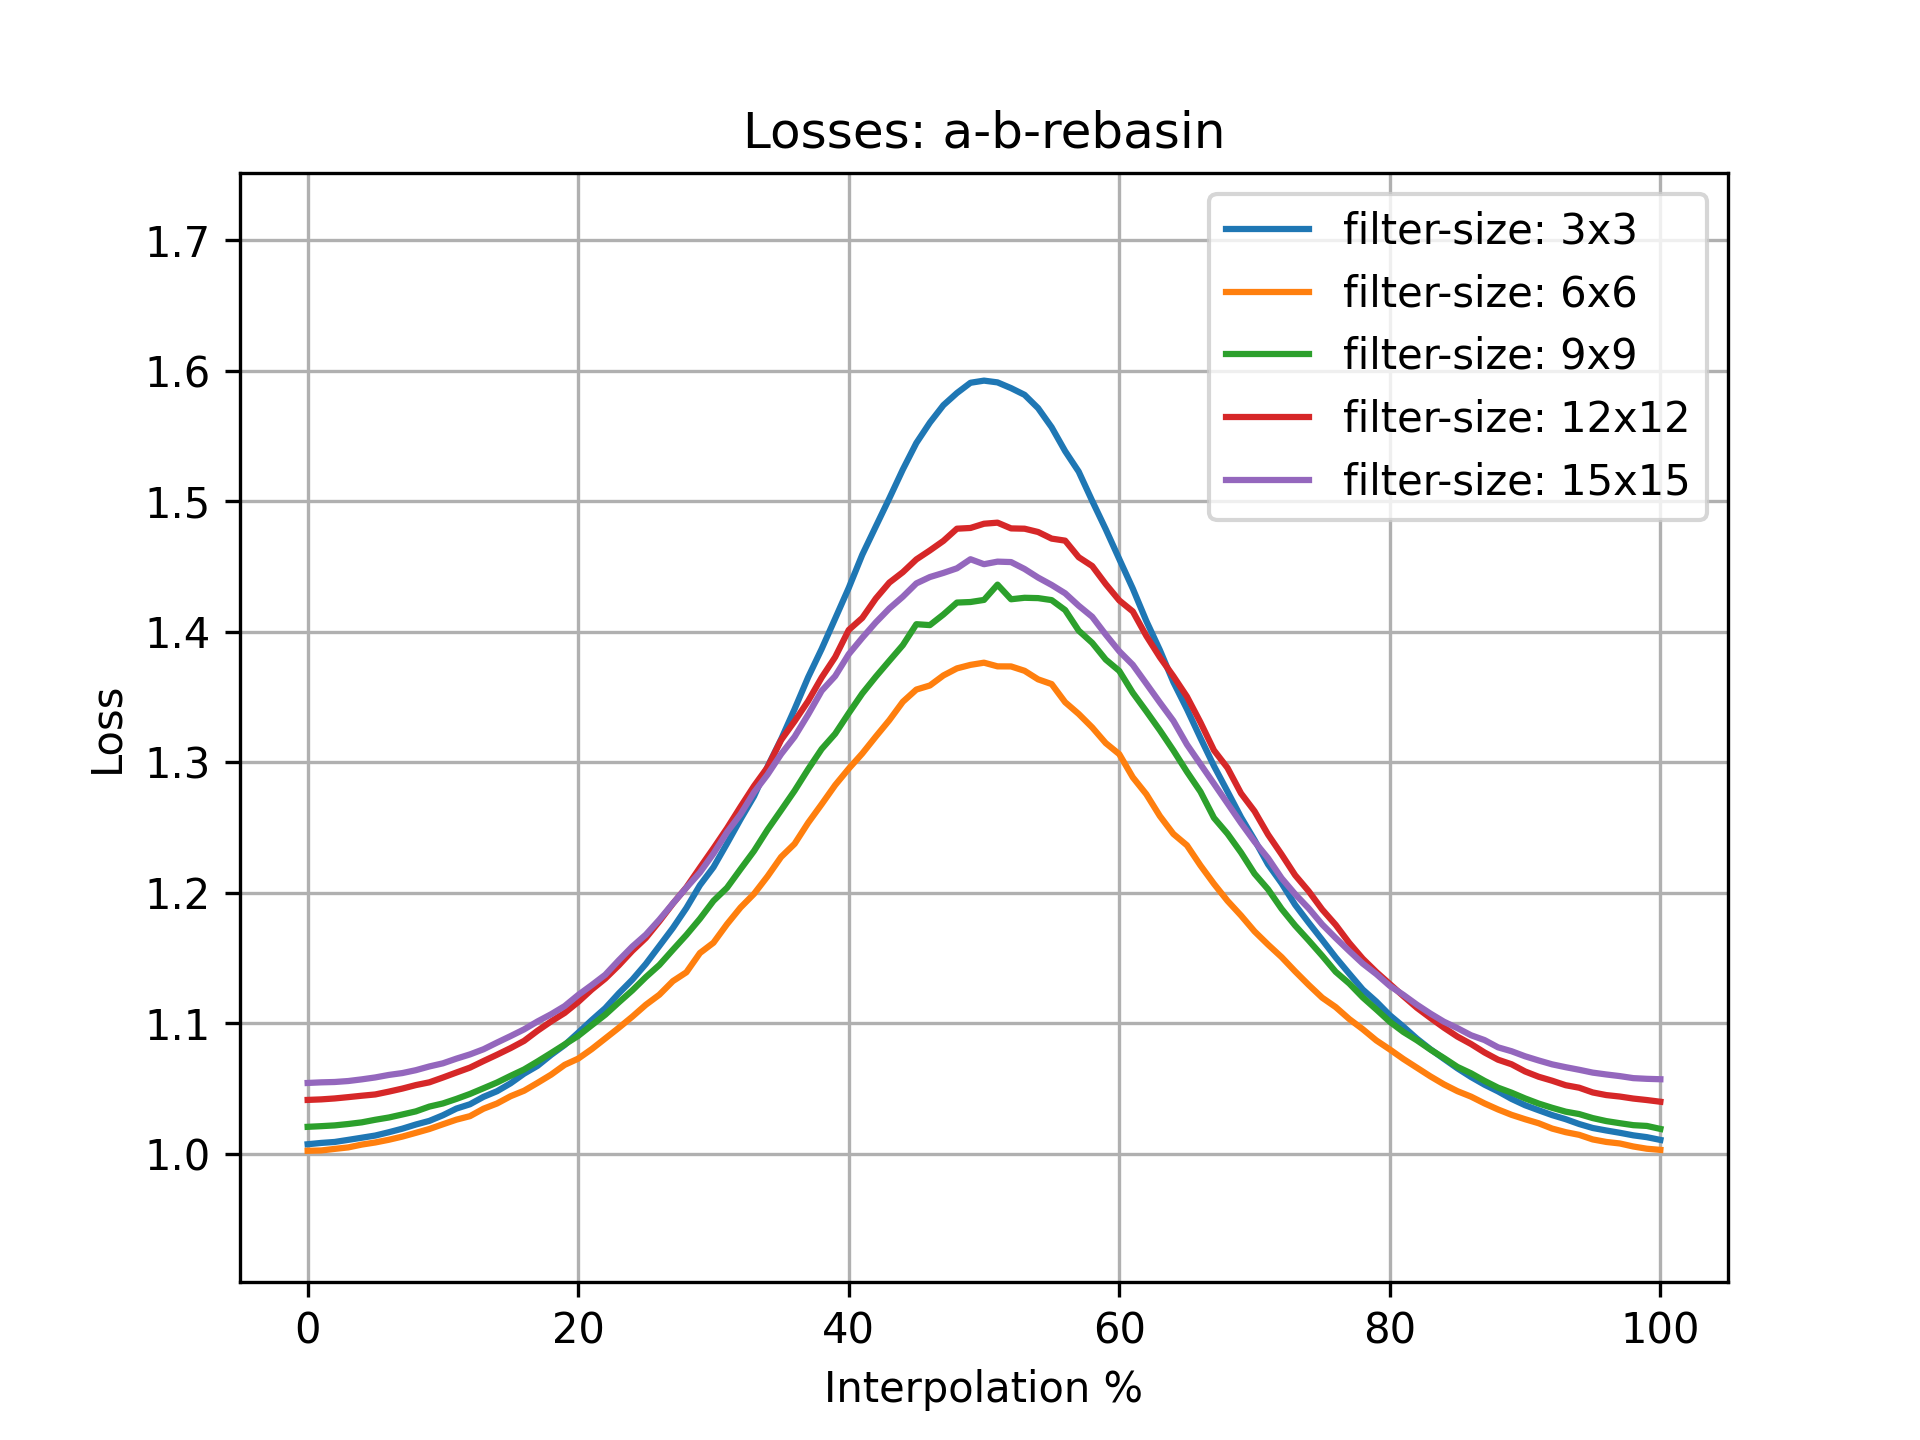 Losses: a-b-rebasin
filter-size: 3x3
filter-size: 6x6
filter-size: 9x9
filter-size: 12x12
filter-size: 15x15
1.7
1.6
1.5
1.4
1.3
1.2
1.1
1.0
Loss
0 20 40 60 80 100
Interpolation %